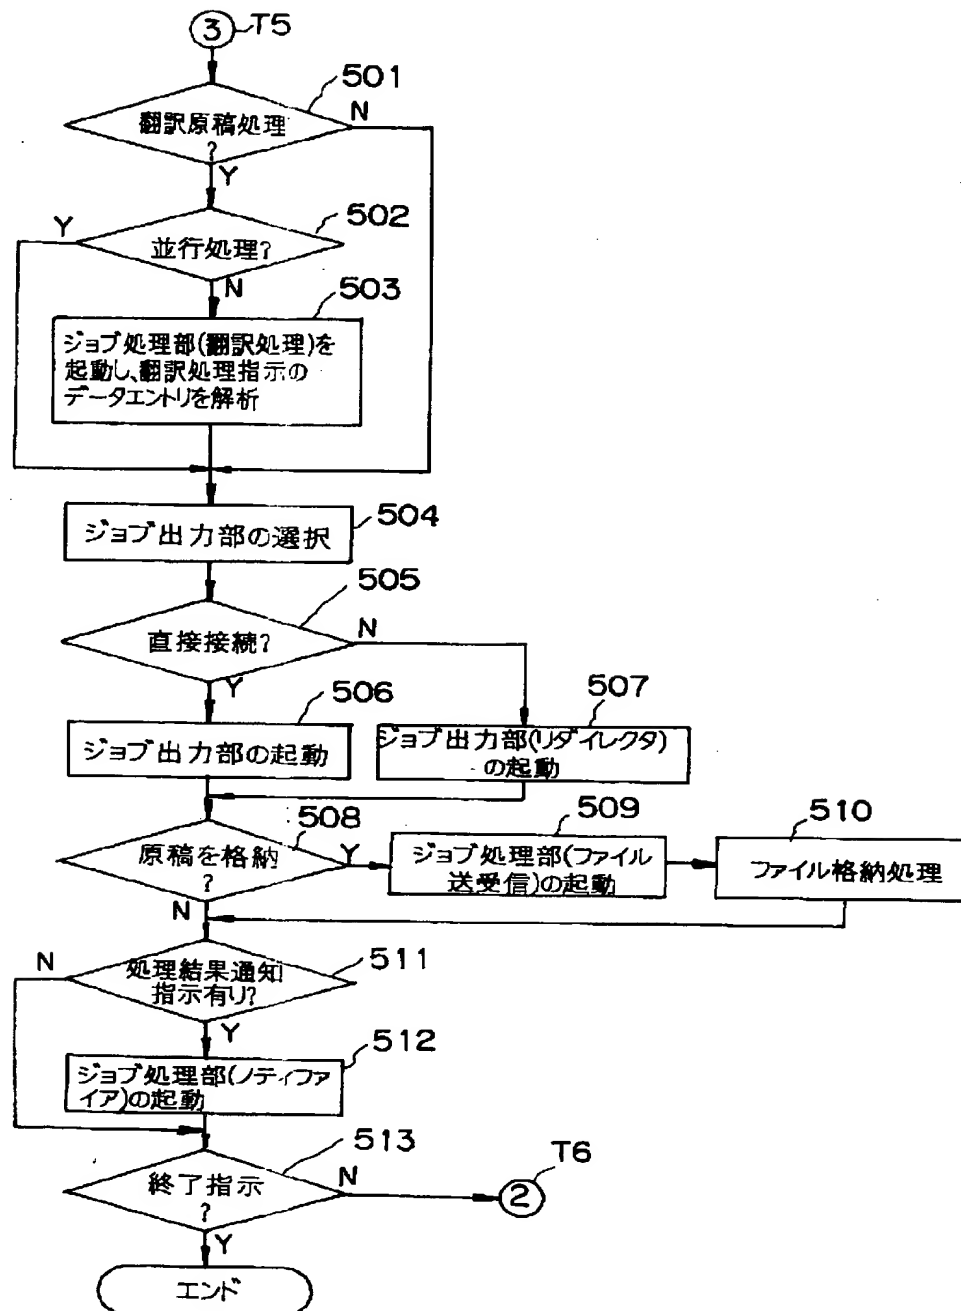 3 T5
501
翻訳原稿処理
?
N
Y
502
Y
並行処理?
N
503
ジョブ処理部(翻訳処理)を
起動し、翻訳処理指示の
データエントリを解析
504
ジョブ出力部の選択
505
直接接続?
N
Y
506
ジョブ出力部の起動
507
ジョブ出力部(リダイレクタ)
の起動
508
原稿を格納
?
Y
N
509
ジョブ処理部(ファイル
送受信)の起動
510
ファイル格納処理
511
処理結果通知
指示有り?
N
Y
512
ジョブ処理部(ノティファ
イア)の起動
513
終了指示
?
N
T6
2
Y
エンド